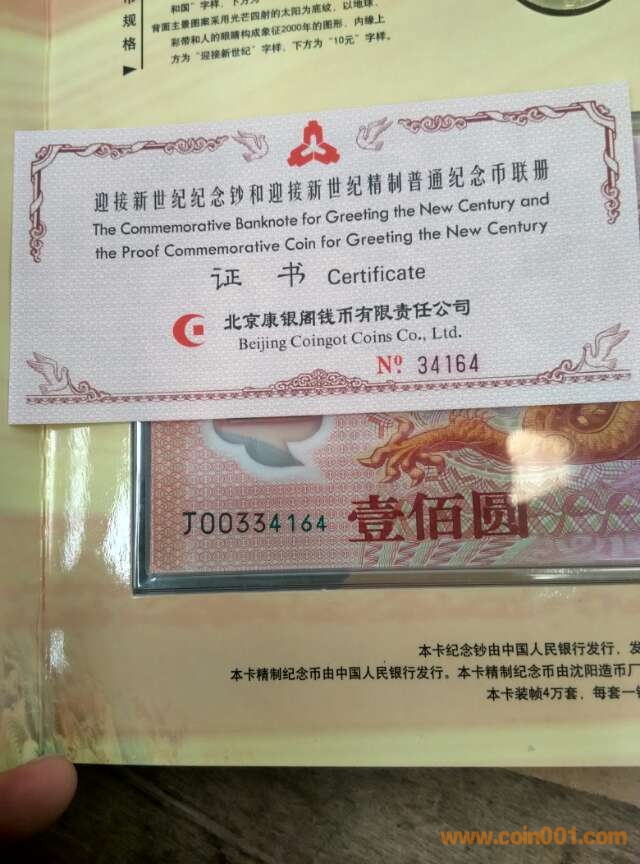 币
规
格
和国"字样，下方为"
背面主景图案采用光芒四射的太阳为底纹，以地球、
彩带和人的眼睛构成象征2000年的图形，内缘上
方为"迎接新世纪"字样，下方为"10元"字样。
迎接新世纪纪念钞和迎接新世纪精制普通纪念币联册
The Commemorative Banknote for Greeting the New Century and
the Proof Commemorative Coin for Greeting the New Century
证 书 Certificate
北京康银阁钱币有限责任公司
Beijing Coingot Coins Co., Ltd.
Nº 34164
J00334164 壹佰圆
本卡纪念钞由中国人民银行发行，发
本卡精制纪念币由中国人民银行发行。本卡精制纪念币由沈阳造币厂
本卡装帧4万套，每套一
www.coin001.com